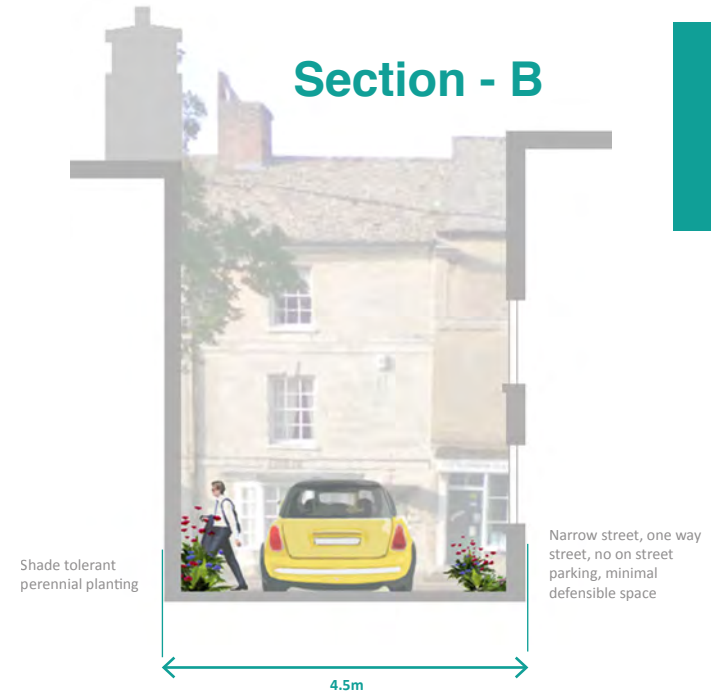 Section - B
Shade tolerant
perennial planting
Narrow street, one way
street, no on street
parking, minimal
defensible space
4.5m